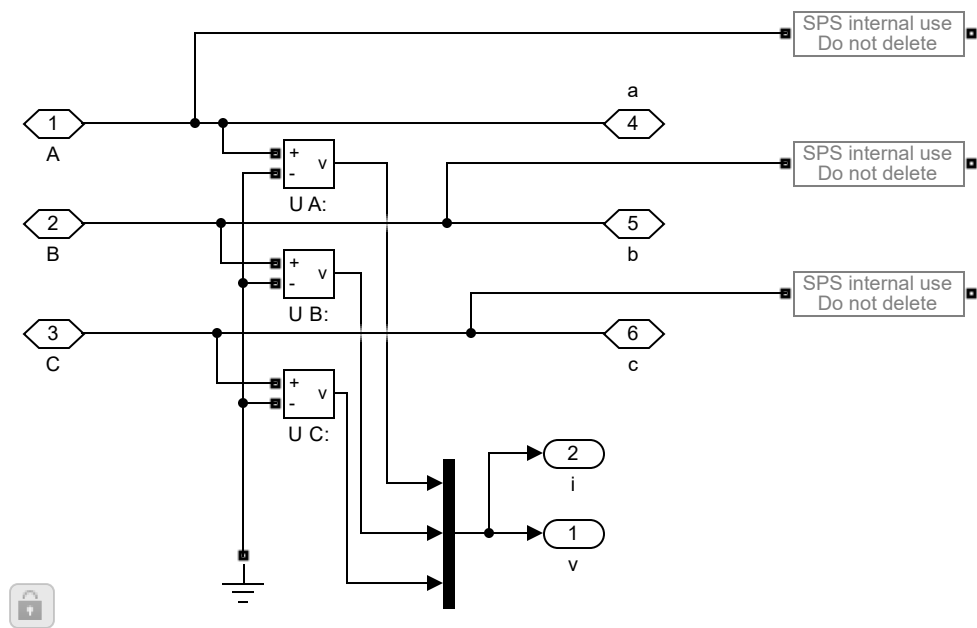 SPS internal use
Do not delete
a
1
4
A
+
v
-
U A:
SPS internal use
Do not delete
2
5
B
b
+
v
-
U B:
SPS internal use
Do not delete
3
6
C
c
+
v
-
U C:
2
i
1
v